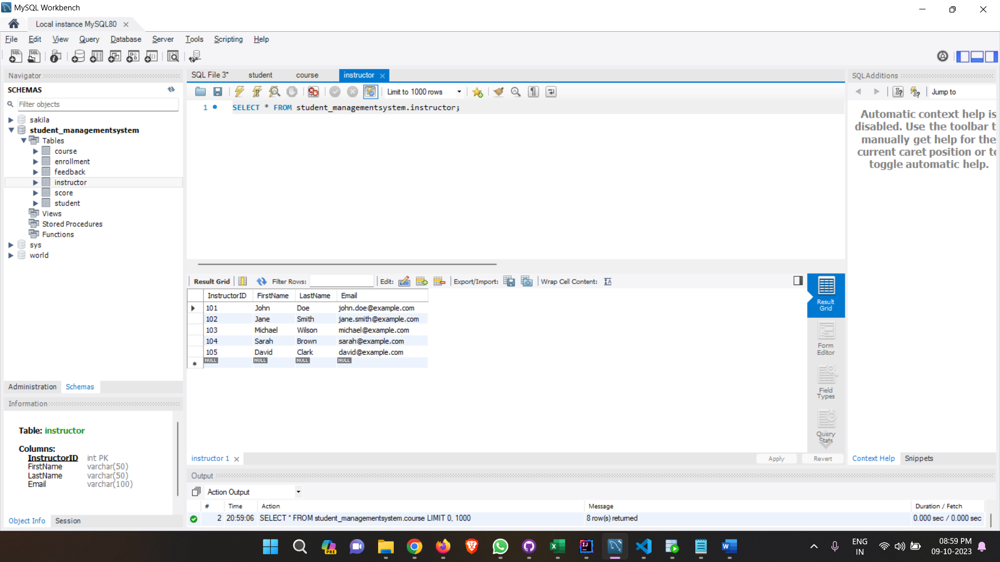 MySQL Workbench
Local instance MySQL80
File Edit View Query Database Server Tools Scripting Help
Navigator
SCHEMAS
Filter objects
sakila
student_managementsystem
Tables
course
enrollment
feedback
instructor
score
student
Views
Stored Procedures
Functions
sys
world
Administration Schemas
Information
Table: instructor
Columns:
InstructorID int PK
FirstName varchar(50)
LastName varchar(50)
Email varchar(100)
Object Info Session
SQL File 3* student course instructor
Limit to 1000 rows
1 SELECT * FROM student_managementsystem.instructor;
Result Grid Filter Rows: Edit: Export/Import: Wrap Cell Content:
InstructorID FirstName LastName Email
101 John Doe john.doe@example.com
102 Jane Smith jane.smith@example.com
103 Michael Wilson michael@example.com
104 Sarah Brown sarah@example.com
105 David Clark david@example.com
NULL NULL NULL NULL
Result
Grid
Form
Editor
Field
Types
Query
Stats
instructor 1 Apply Revert
SQLAdditions
Jump to
Automatic context help is
disabled. Use the toolbar t
manually get help for the
current caret position or to
toggle automatic help.
Context Help Snippets
Output
Action Output
# Time Action Message Duration / Fetch
2 20:59:06 SELECT * FROM student_managementsystem.course LIMIT 0, 1000 8 row(s) returned 0.000 sec / 0.000 sec
ENG
IN
08:59 PM
09-10-2023